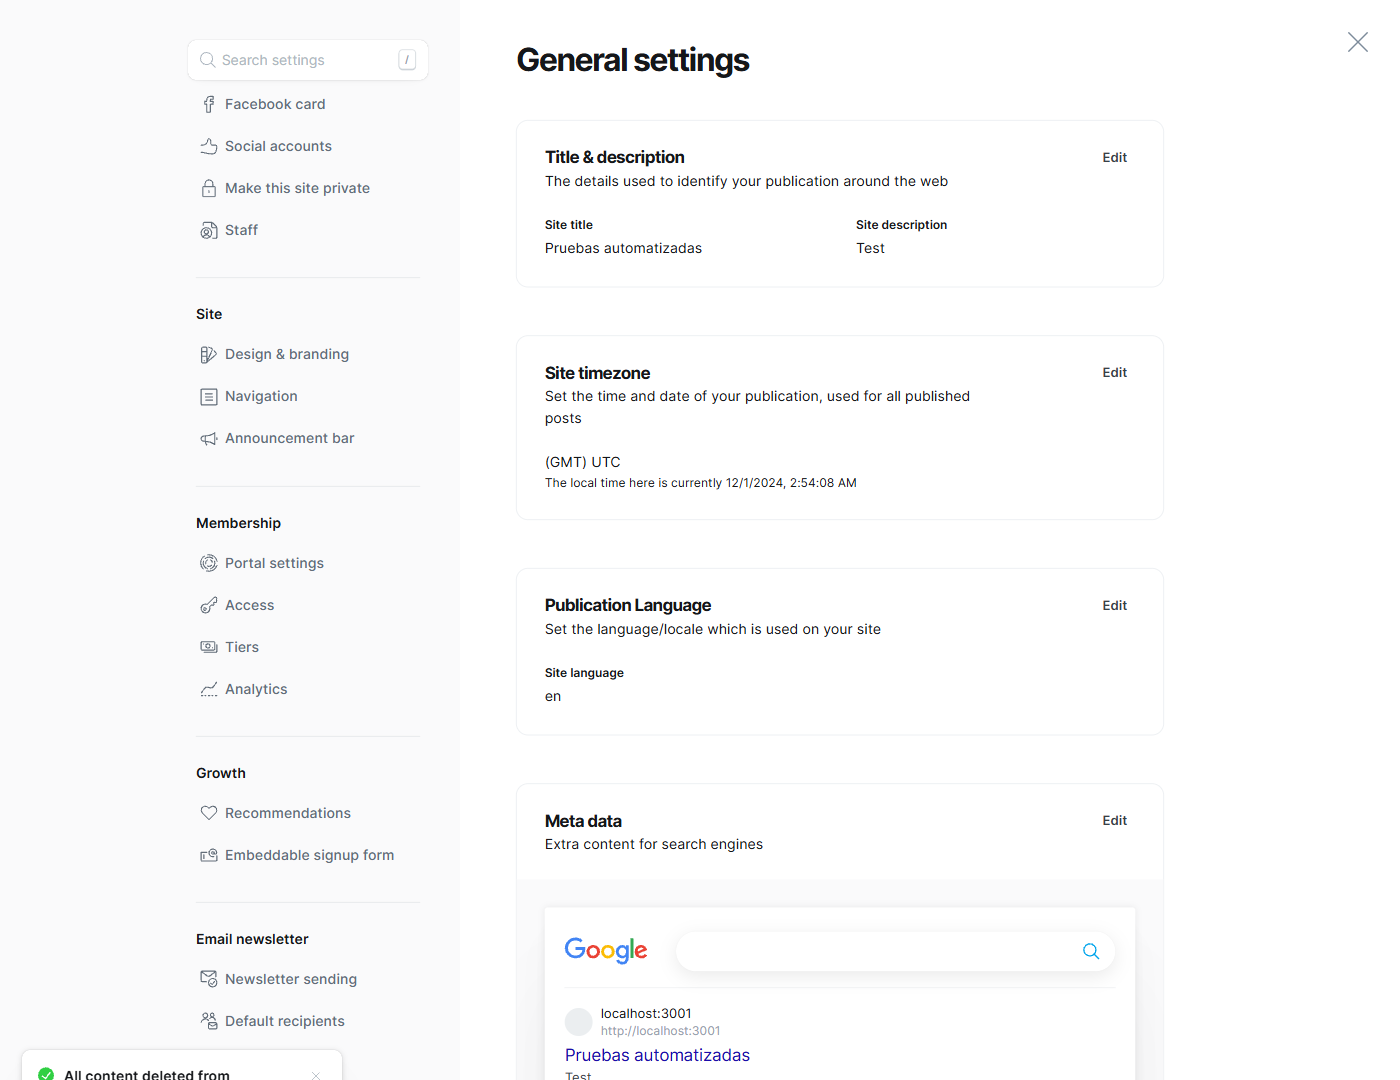 Search settings
/
Facebook card
Social accounts
Make this site private
Staff
Site
Design & branding
Navigation
Announcement bar
Membership
Portal settings
Access
Tiers
Analytics
Growth
Recommendations
Embeddable signup form
Email newsletter
Newsletter sending
Default recipients
All content deleted from
General settings
Title & description
Edit
The details used to identify your publication around the web
Site title
Site description
Pruebas automatizadas
Test
Site timezone
Edit
Set the time and date of your publication, used for all published
posts
(GMT) UTC
The local time here is currently 12/1/2024, 2:54:08 AM
Publication Language
Edit
Set the language/locale which is used on your site
Site language
en
Meta data
Edit
Extra content for search engines
Google
localhost:3001
http://localhost:3001
Pruebas automatizadas
Test